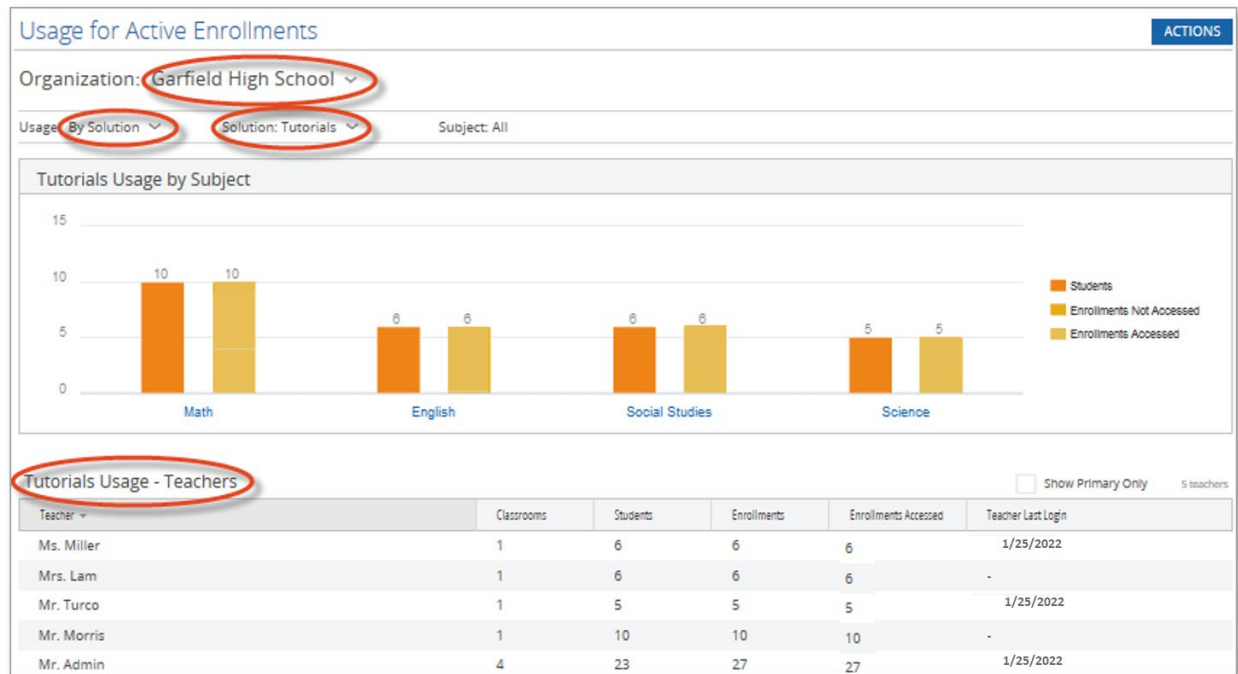 Usage for Active Enrollments
ACTIONS
Organization: Garfield High School
Usage By Solution Solution: Tutorials Subject: All
Tutorials Usage by Subject
15
10
5
0
10 10
6 6
6 6
5 5
Math English Social Studies Science
Students
Enrollments Not Accessed
Enrollments Accessed
Tutorials Usage - Teachers
Show Primary Only 5 teachers
Teacher Classrooms Students Enrollments Enrollments Accessed Teacher Last Login
Ms. Miller 1 6 6 6 1/25/2022
Mrs. Lam 1 6 6 6 -
Mr. Turco 1 5 5 5 1/25/2022
Mr. Morris 1 10 10 10 -
Mr. Admin 4 23 27 27 1/25/2022